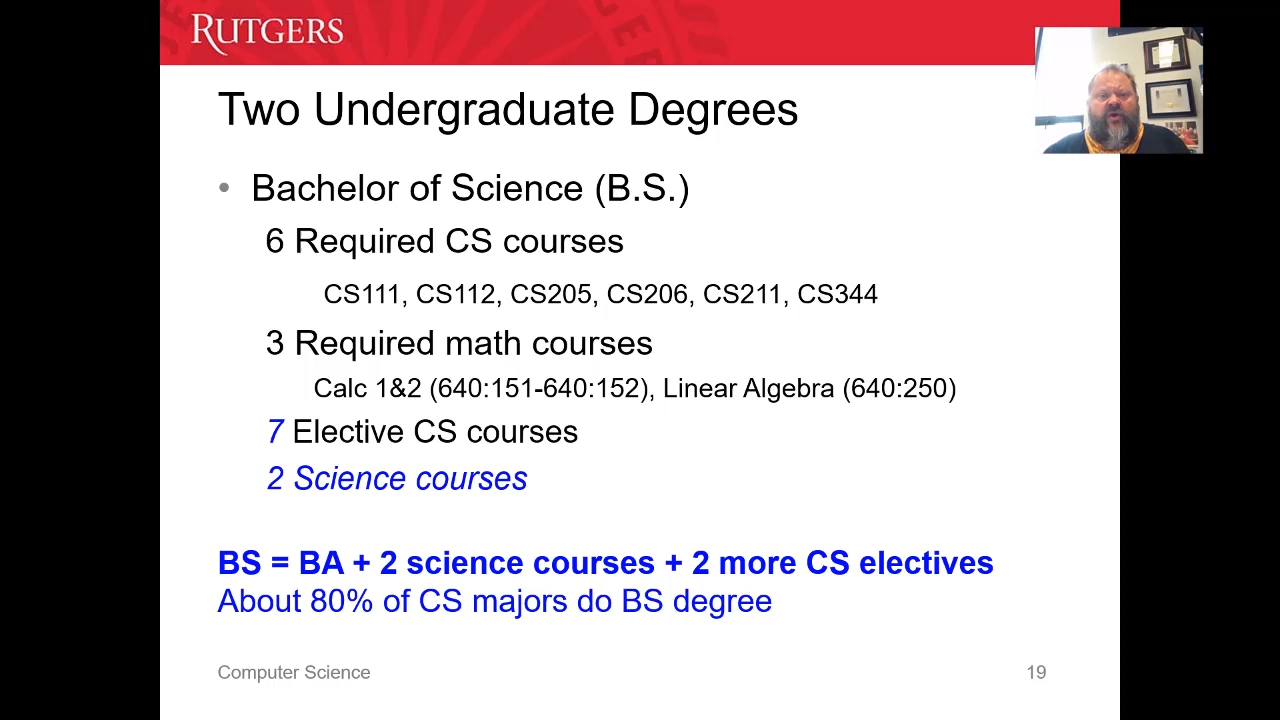 RUTGERS
Two Undergraduate Degrees
• Bachelor of Science (B.S.)
6 Required CS courses
CS111, CS112, CS205, CS206, CS211, CS344
3 Required math courses
Calc 1&2 (640:151-640:152), Linear Algebra (640:250)
7 Elective CS courses
2 Science courses
BS = BA + 2 science courses + 2 more CS electives
About 80% of CS majors do BS degree
Computer Science
19